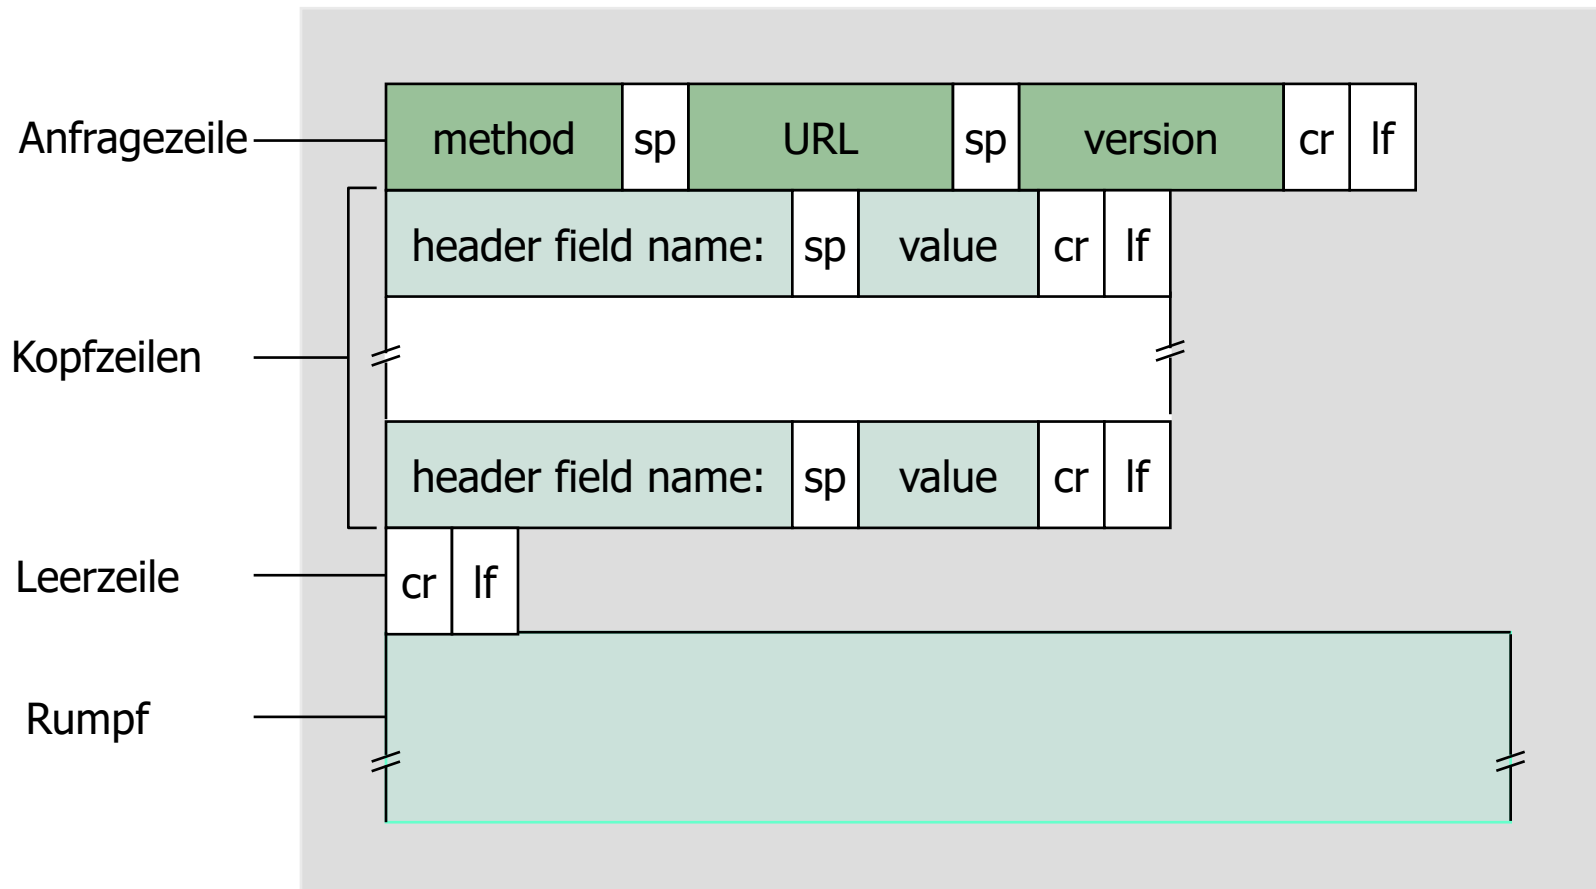 Anfragezeile method sp URL sp version cr lf
header field name: sp value cr lf
Kopfzeilen
header field name: sp value cr lf
Leerzeile cr lf
Rumpf